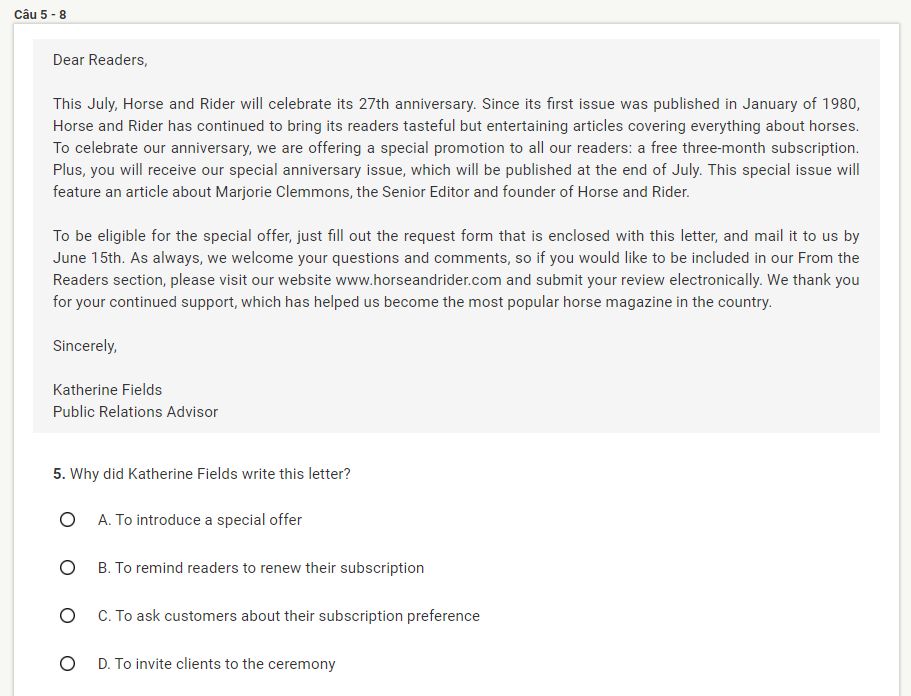 Câu 5 - 8
Dear Readers,
This July, Horse and Rider will celebrate its 27th anniversary. Since its first issue was published in January of 1980,
Horse and Rider has continued to bring its readers tasteful but entertaining articles covering everything about horses.
To celebrate our anniversary, we are offering a special promotion to all our readers: a free three-month subscription.
Plus, you will receive our special anniversary issue, which will be published at the end of July. This special issue will
feature an article about Marjorie Clemmons, the Senior Editor and founder of Horse and Rider.
To be eligible for the special offer, just fill out the request form that is enclosed with this letter, and mail it to us by
June 15th. As always, we welcome your questions and comments, so if you would like to be included in our From the
Readers section, please visit our website www.horseandrider.com and submit your review electronically. We thank you
for your continued support, which has helped us become the most popular horse magazine in the country.
Sincerely,
Katherine Fields
Public Relations Advisor
5. Why did Katherine Fields write this letter?
A. To introduce a special offer
B. To remind readers to renew their subscription
C. To ask customers about their subscription preference
D. To invite clients to the ceremony